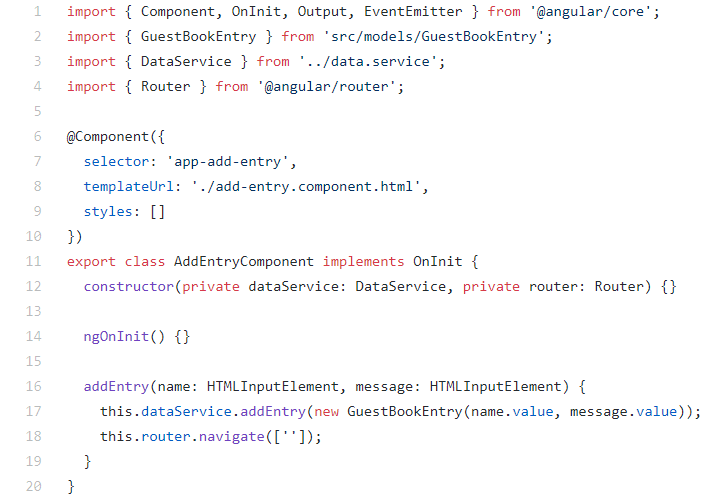 1 import { Component, OnInit, Output, EventEmitter } from '@angular/core';
2 import { GuestBookEntry } from 'src/models/GuestBookEntry';
3 import { DataService } from '../data.service';
4 import { Router } from '@angular/router';
5
6 @Component({
7   selector: 'app-add-entry',
8   templateUrl: './add-entry.component.html',
9   styles: []
10 })
11 export class AddEntryComponent implements OnInit {
12   constructor(private dataService: DataService, private router: Router) {}
13
14   ngOnInit() {}
15
16   addEntry(name: HTMLInputElement, message: HTMLInputElement) {
17     this.dataService.addEntry(new GuestBookEntry(name.value, message.value));
18     this.router.navigate(['']);
19   }
20 }